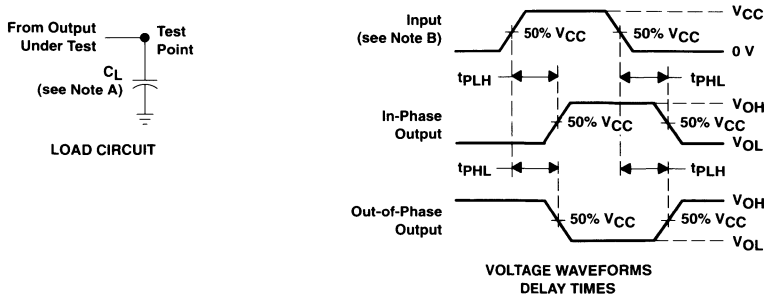 From Output
Under Test
Test
Point
CL
(see Note A)
LOAD CIRCUIT
Input
(see Note B)
50% VCC
50% VCC
VCC
0 V
tPLH
tPHL
In-Phase
Output
50% VCC
50% VCC
VOH
VOL
tPHL
tPLH
Out-of-Phase
Output
50% VCC
50% VCC
VOH
VOL
VOLTAGE WAVEFORMS
DELAY TIMES